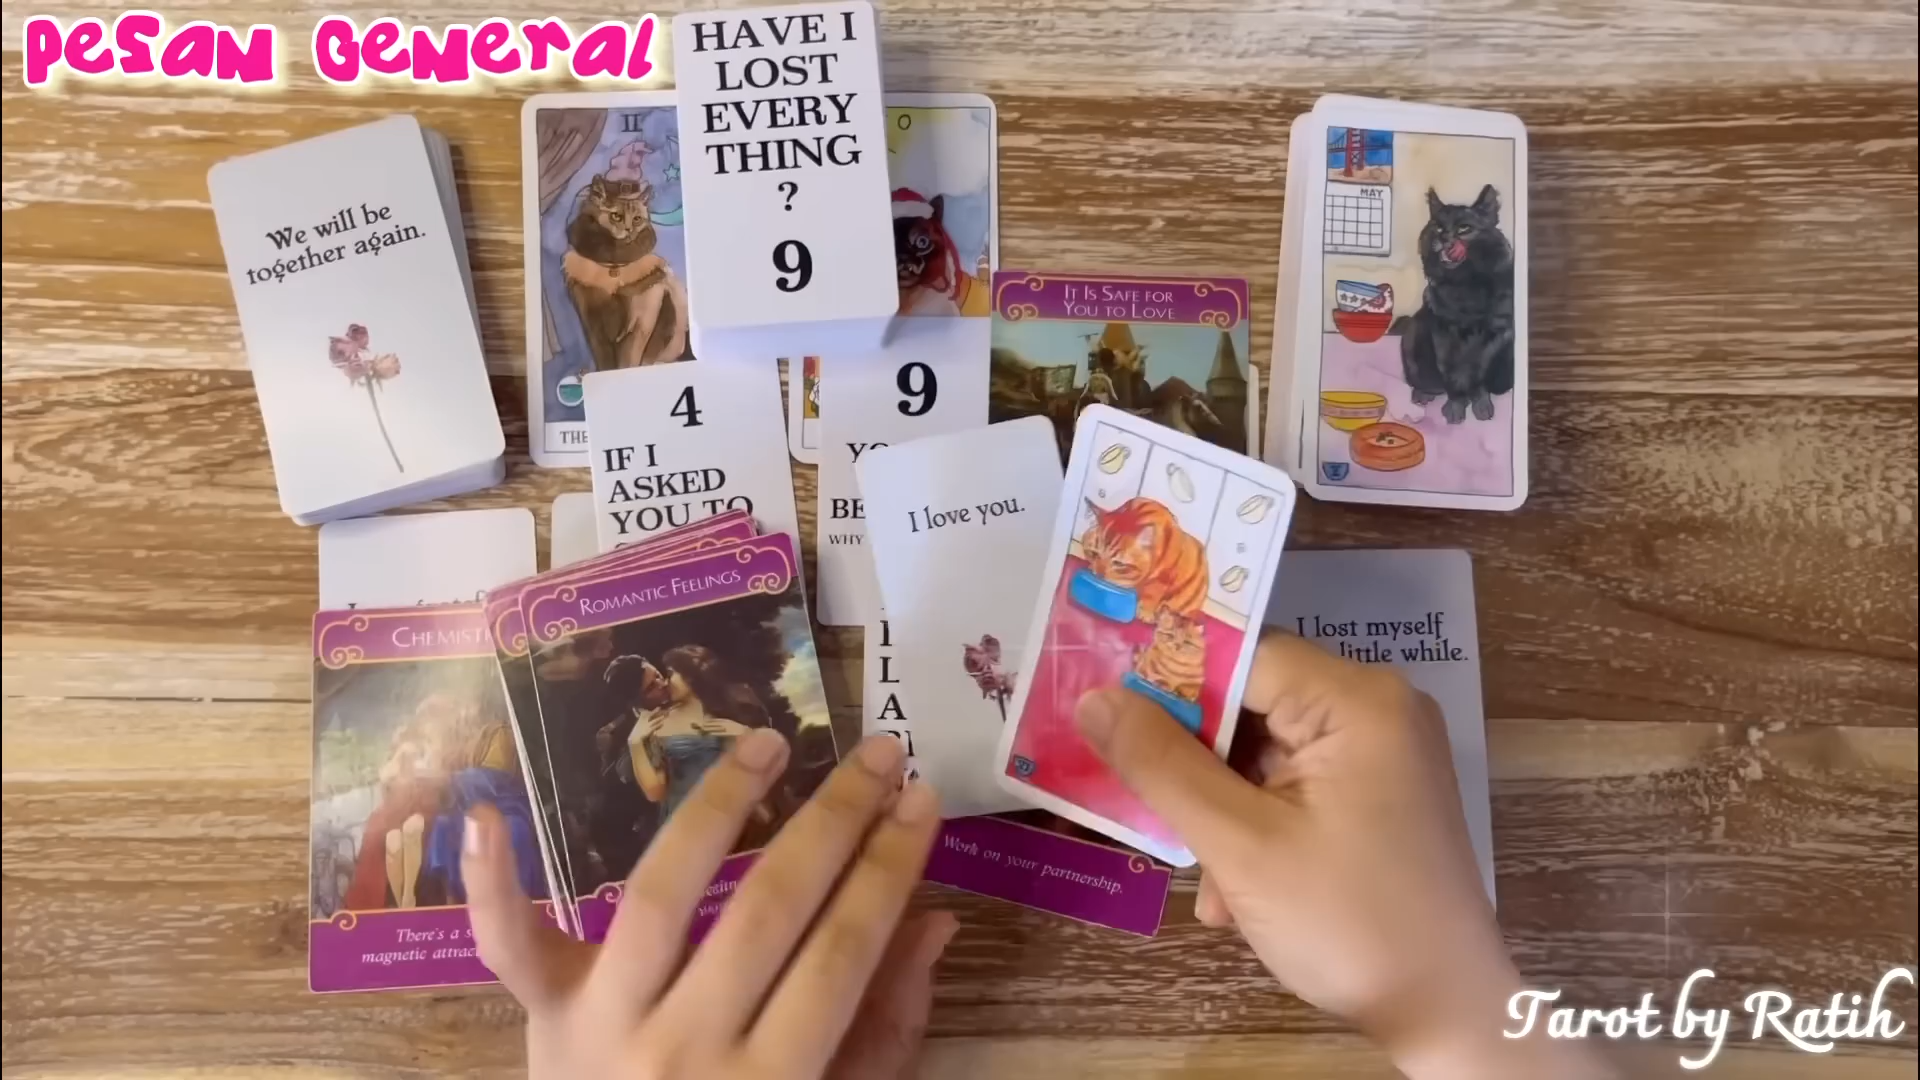 PESAN GENERAL
HAVE I
LOST
EVERY
THING
?
9
We will be
together again.
II
THE
O
IT IS SAFE FOR
YOU TO LOVE
MAY
4
IF I
ASKED
YOU TO
9
BE
WHY
I love you.
ROMANTIC FEELINGS
I lost myself
little while.
There's a
magnetic
Work on your partnership.
Tarot by Ratih